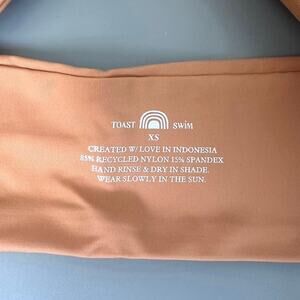 TOAST SWIM
XS
CREATED W/ LOVE IN INDONESIA
85% RECYCLED NYLON 15% SPANDEX
HAND RINSE & DRY IN SHADE.
WEAR SLOWLY IN THE SUN.